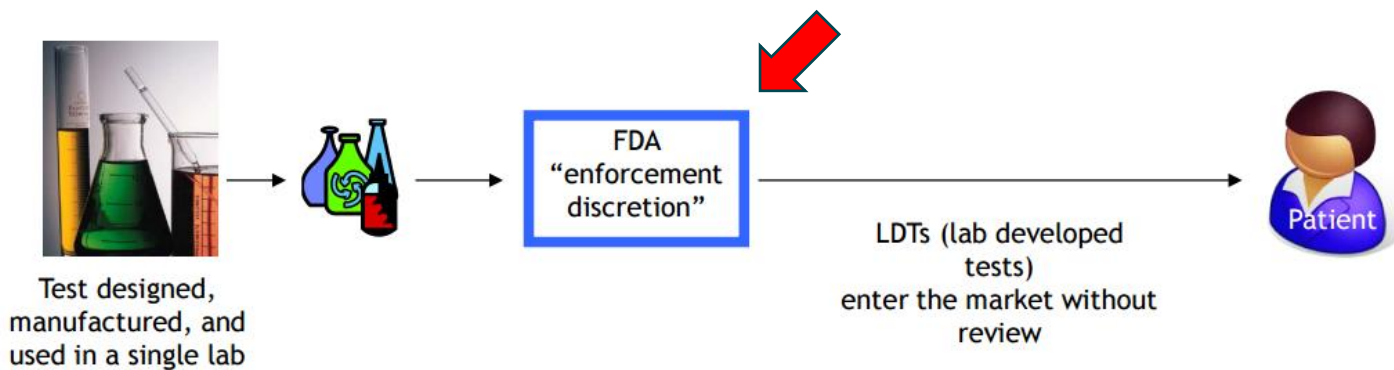 Test designed,
manufactured, and
used in a single lab
FDA
“enforcement
discretion”
LDTs (lab developed
tests)
enter the market without
review
Patient